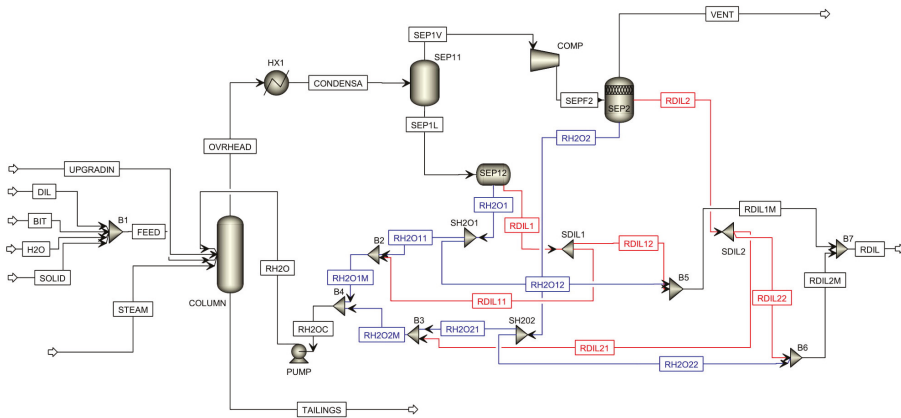 VENT
SEP1V
COMP
SEP11
HX1
CONDENSA
SEPF2
SEP2
RDIL2
SEP1L
RH2O2
OVRHEAD
SEP12
UPGRADIN
RH2O1
DIL
RDIL1
RDIL1M
BIT
B1
FEED
SH2O1
SDIL1
B2
RH2O11
RDIL12
B7
RDIL
H2O
SDIL2
RH2O
RH2O1M
RH2O12
B5
RDIL2M
SOLID
COLUMN
B4
RDIL11
RDIL22
STEAM
RH2OC
RH2O2M
B3
RH2O21
SH202
RDIL21
B6
RH2O22
PUMP
TAILINGS